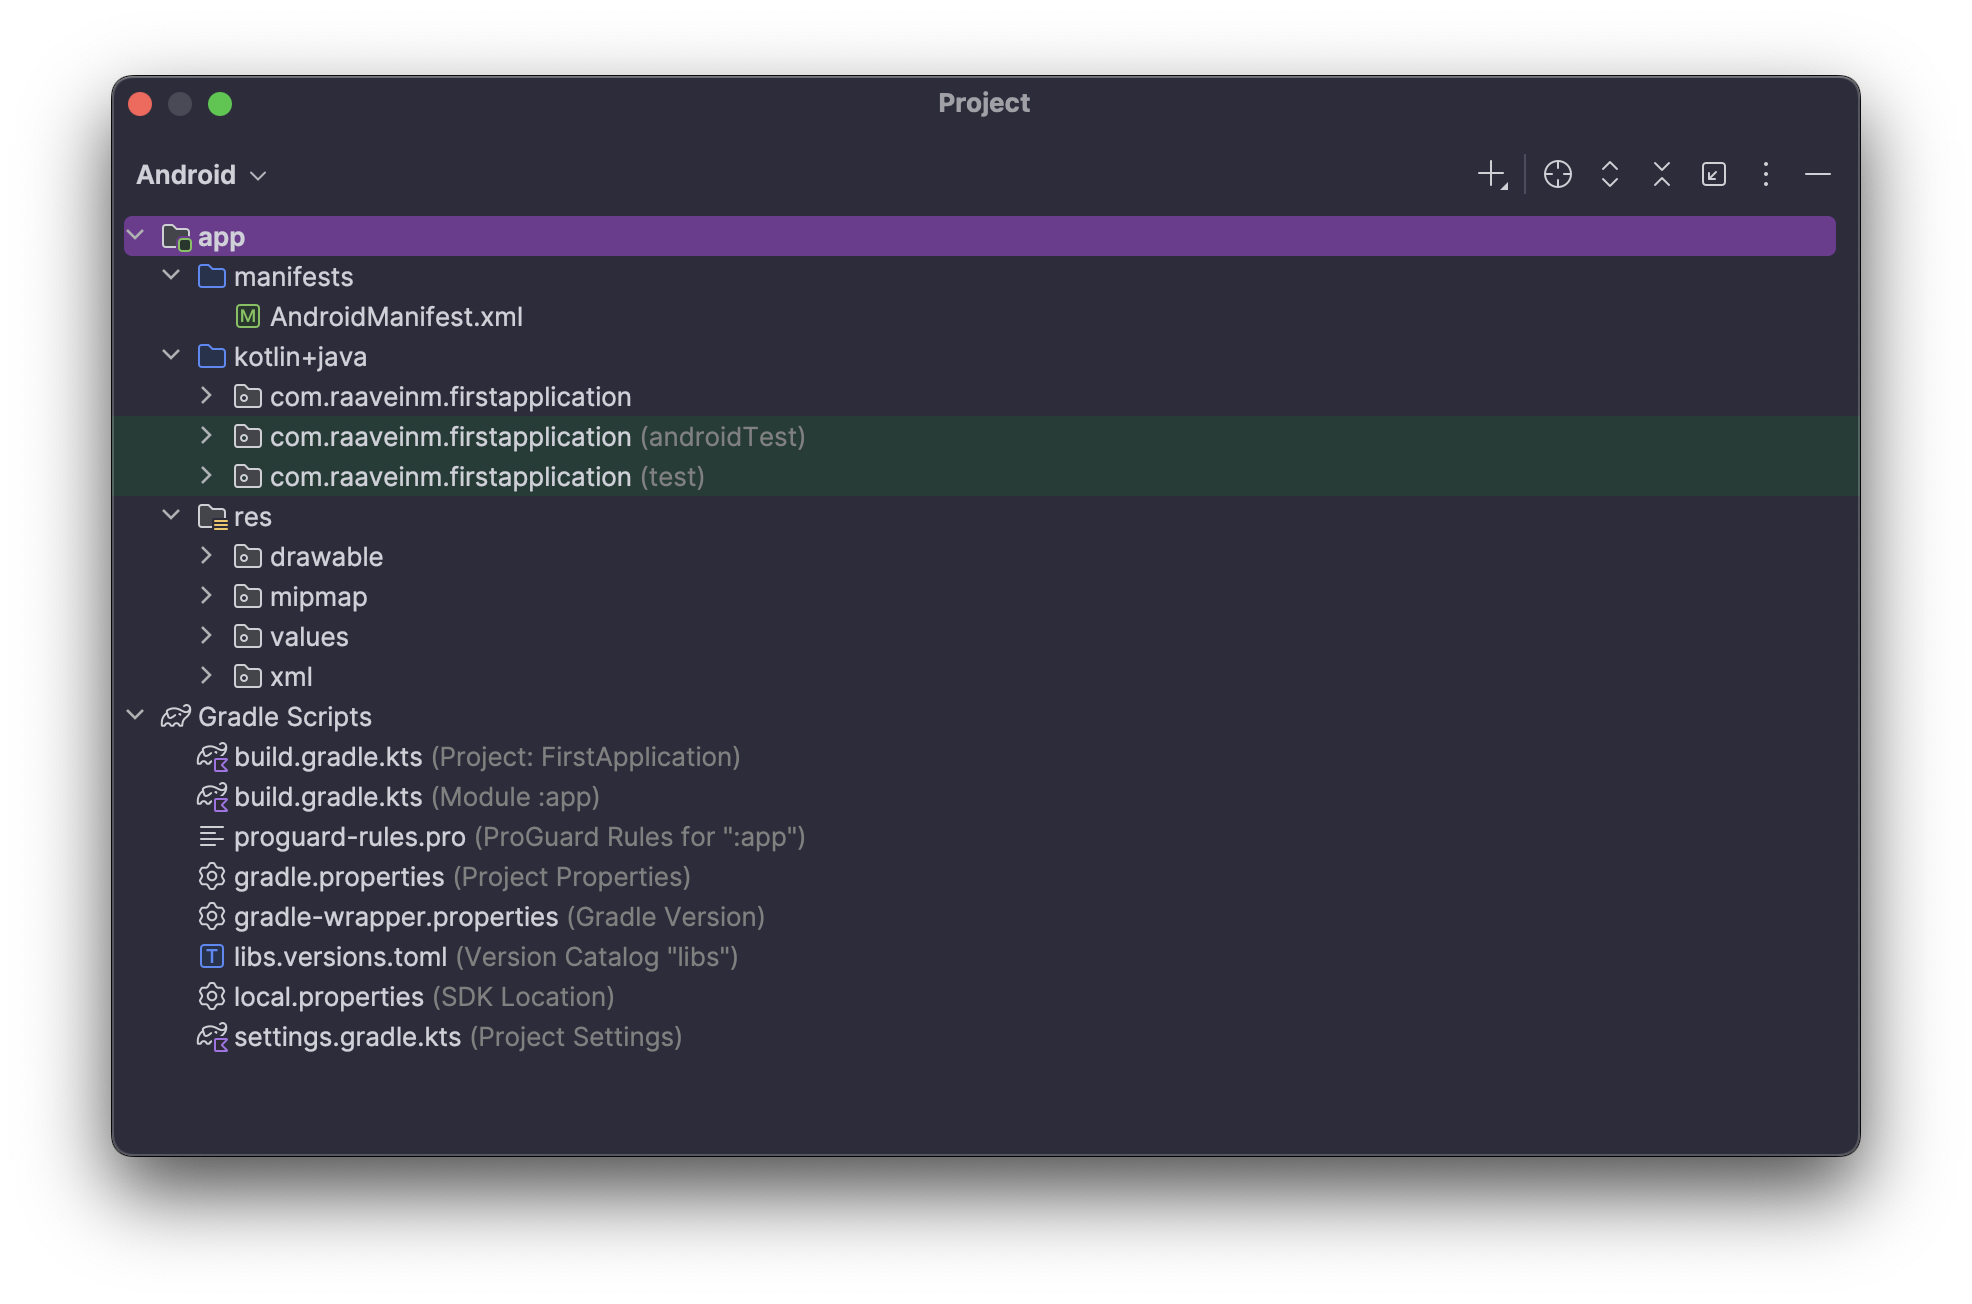 Project
Android
app
manifests
AndroidManifest.xml
kotlin+java
com.raaveinm.firstapplication
com.raaveinm.firstapplication (androidTest)
com.raaveinm.firstapplication (test)
res
drawable
mipmap
values
xml
Gradle Scripts
build.gradle.kts (Project: FirstApplication)
build.gradle.kts (Module :app)
proguard-rules.pro (ProGuard Rules for ":app")
gradle.properties (Project Properties)
gradle-wrapper.properties (Gradle Version)
libs.versions.toml (Version Catalog "libs")
local.properties (SDK Location)
settings.gradle.kts (Project Settings)